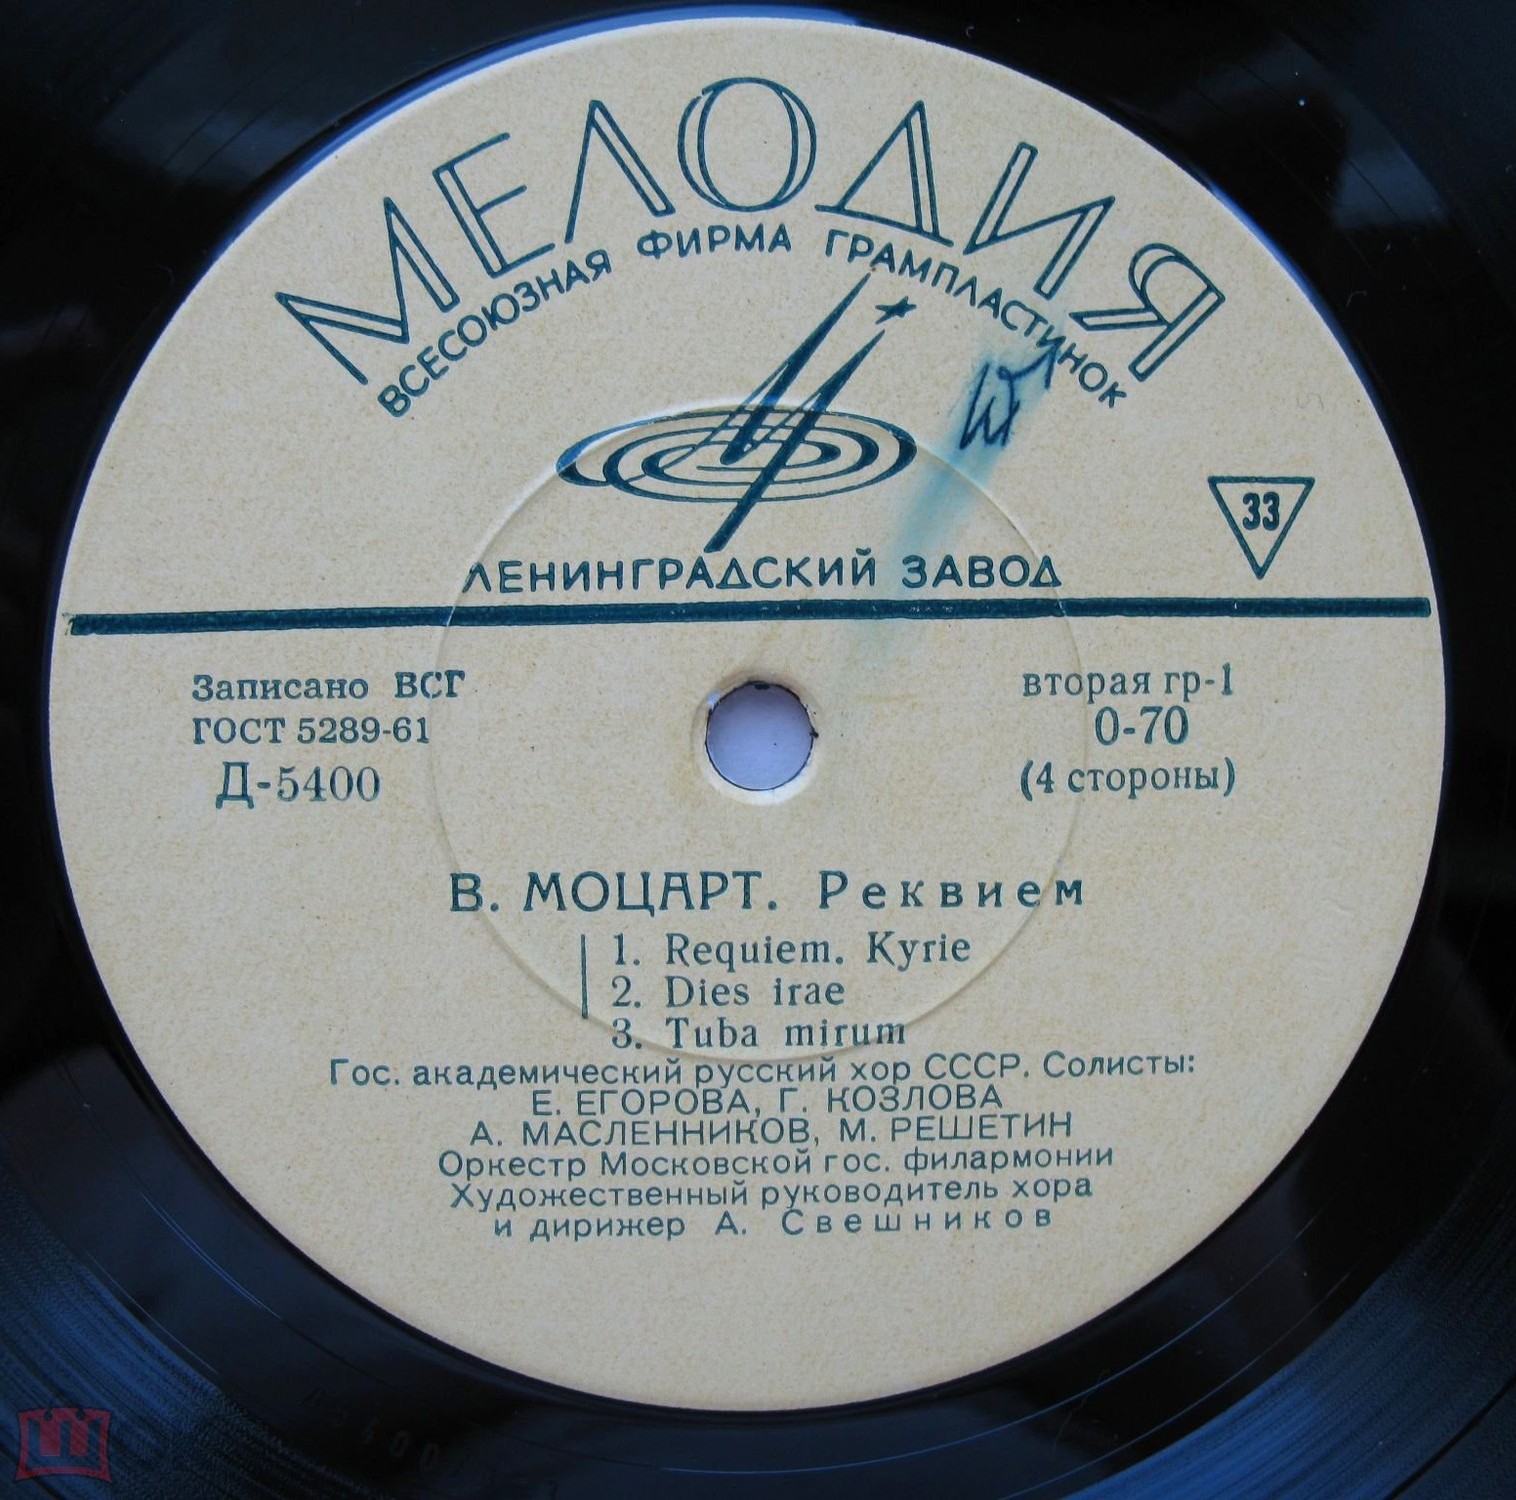 МЕЛОДИЯ
ВСЕСОЮЗНАЯ ФИРМА ГРАМПЛАСТИНОК
33
ЛЕНИНГРАДСКИЙ ЗАВОД
Записано ВСГ
ГОСТ 5289-61
Д-5400
вторая гр-1
0-70
(4 стороны)
В. МОЦАРТ. Реквием
1. Requiem. Kyrie
2. Dies irae
3. Tuba mirum
Гос. академический русский хор СССР. Солисты:
Е. ЕГОРОВА, Г. КОЗЛОВА
А. МАСЛЕННИКОВ, М. РЕШЕТИН
Оркестр Московской гос. филармонии
Художественный руководитель хора
и дирижер А. Свешников